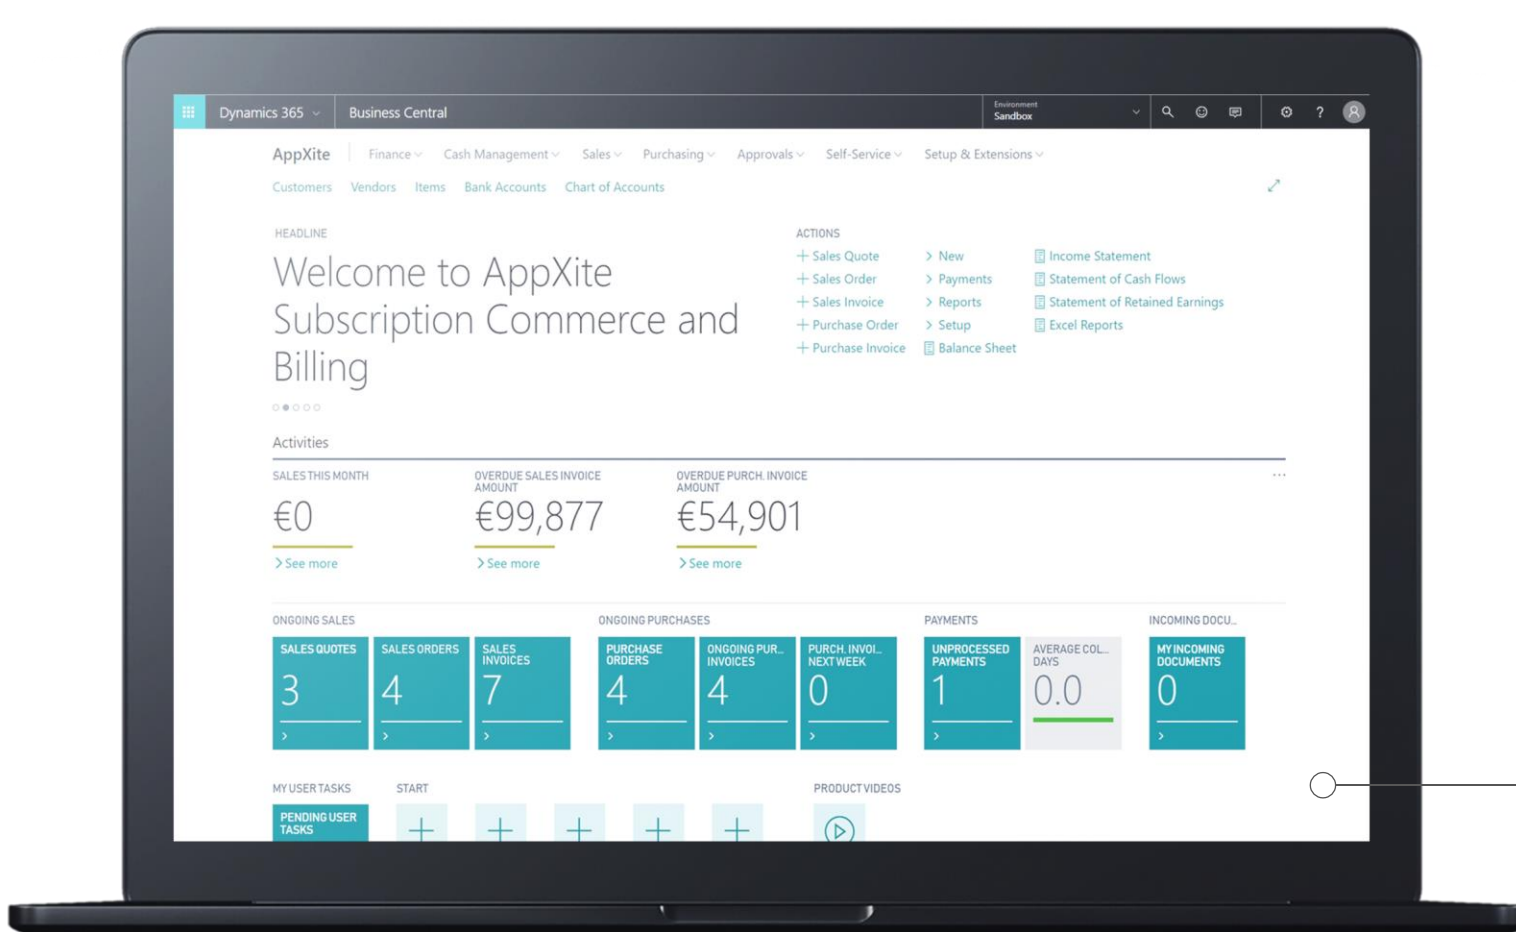 Dynamics 365
Business Central
Environment
Sandbox
?
AppXite
Finance
Cash Management
Sales
Purchasing
Approvals
Self-Service
Setup & Extensions
Customers
Vendors
Items
Bank Accounts
Chart of Accounts
HEADLINE
Welcome to AppXite
Subscription Commerce and
Billing
ACTIONS
+ Sales Quote
+ Sales Order
+ Sales Invoice
+ Purchase Order
+ Purchase Invoice
> New
> Payments
> Reports
> Setup
Balance Sheet
Income Statement
Statement of Cash Flows
Statement of Retained Earnings
Excel Reports
Activities
SALES THIS MONTH
€0
> See more
OVERDUE SALES INVOICE
AMOUNT
€99,877
> See more
OVERDUE PURCH. INVOICE
AMOUNT
€54,901
> See more
...
ONGOING SALES
SALES QUOTES
3
>
SALES ORDERS
4
>
SALES
INVOICES
7
>
ONGOING PURCHASES
PURCHASE
ORDERS
4
>
ONGOING PUR...
INVOICES
4
>
PURCH. INVOI...
NEXT WEEK
0
>
PAYMENTS
UNPROCESSED
PAYMENTS
1
>
AVERAGE COL...
DAYS
0.0
INCOMING DOCU...
MY INCOMING
DOCUMENTS
0
>
MY USER TASKS
PENDING USER
TASKS
START
+
+
+
+
+
PRODUCT VIDEOS